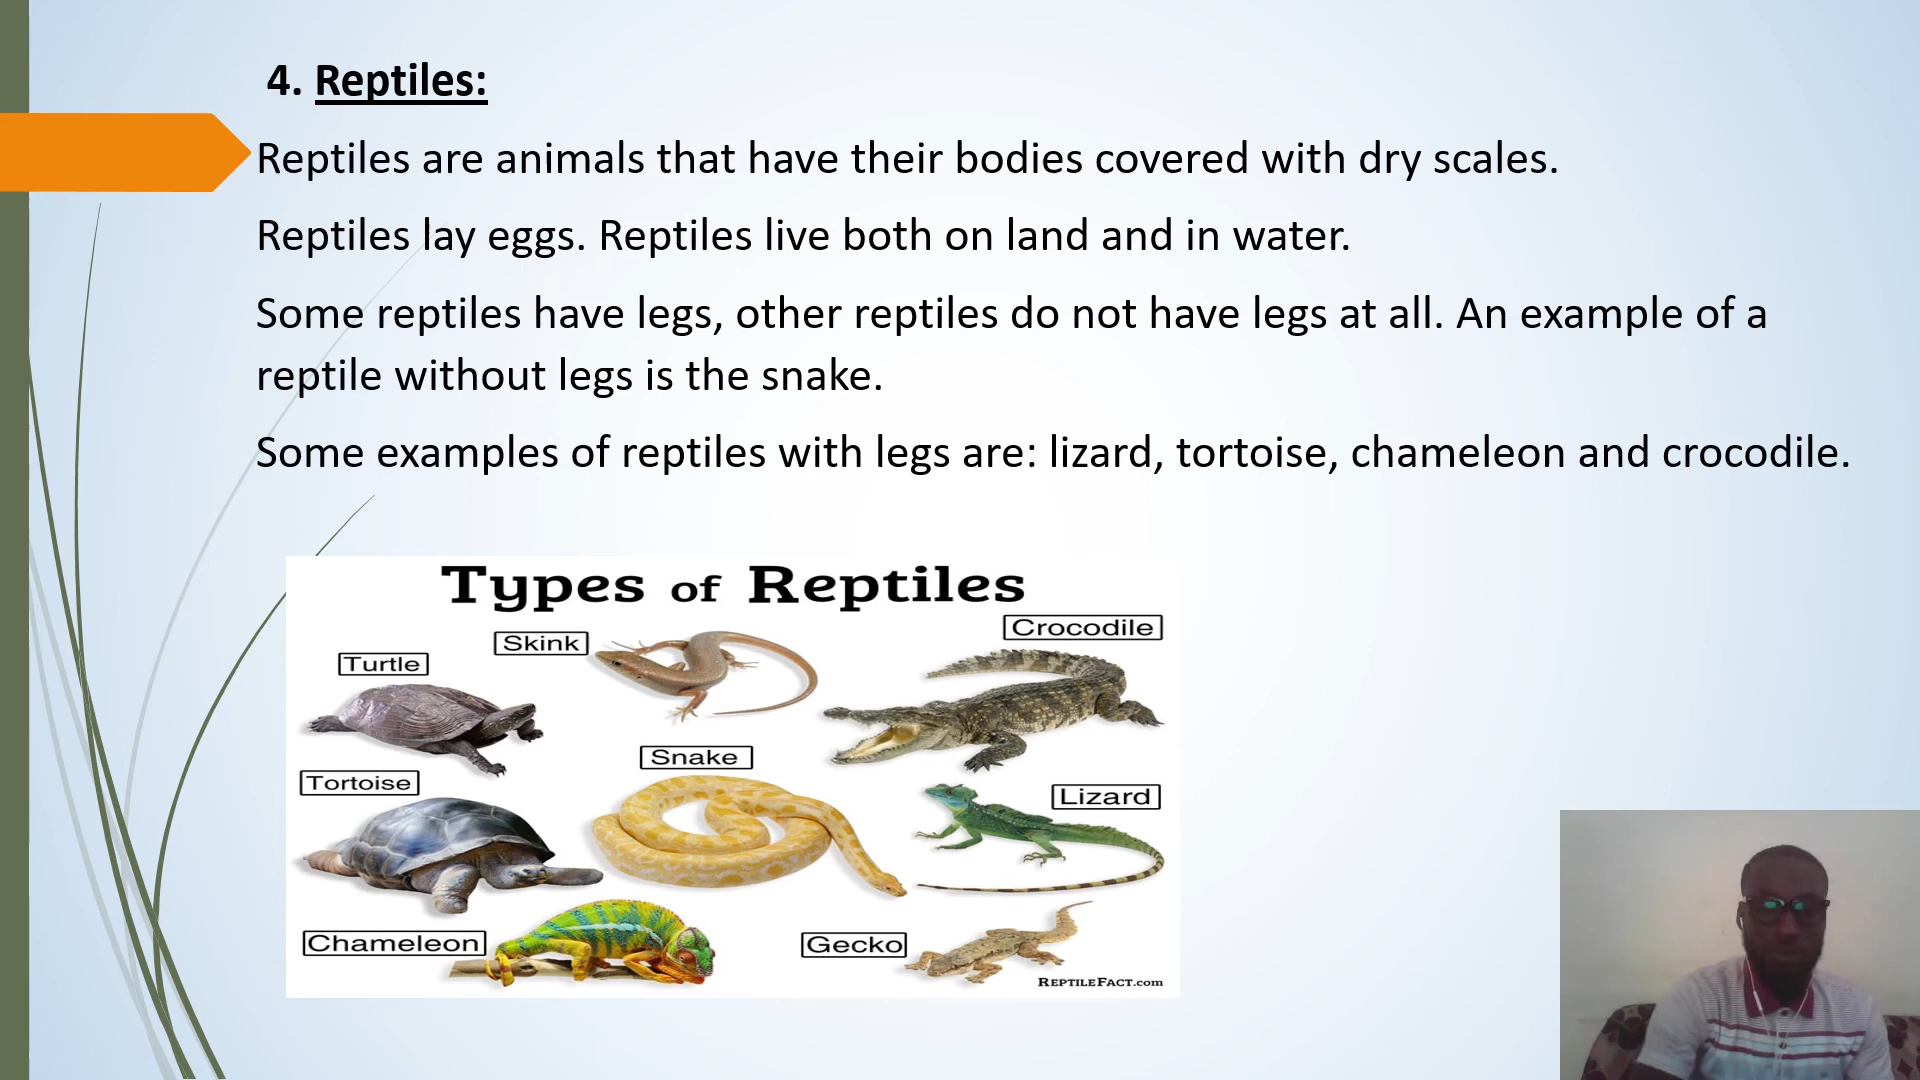 4. Reptiles:
Reptiles are animals that have their bodies covered with dry scales.
Reptiles lay eggs. Reptiles live both on land and in water.
Some reptiles have legs, other reptiles do not have legs at all. An example of a
reptile without legs is the snake.
Some examples of reptiles with legs are: lizard, tortoise, chameleon and crocodile.
Types of Reptiles
Crocodile
Skink
Turtle
Snake
Tortoise
Lizard
Chameleon
Gecko
REPTILEFACT.com